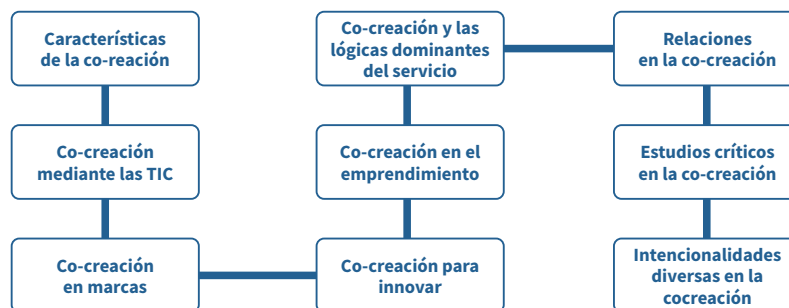 Características
de la co-reación
Co-creación
mediante las TIC
Co-creación
en marcas
Co-creación para
innovar
Co-creación en el
emprendimiento
Co-creación y las
lógicas dominantes
del servicio
Relaciones
en la co-creación
Estudios críticos
en la co-creación
Intencionalidades
diversas en la
cocreación